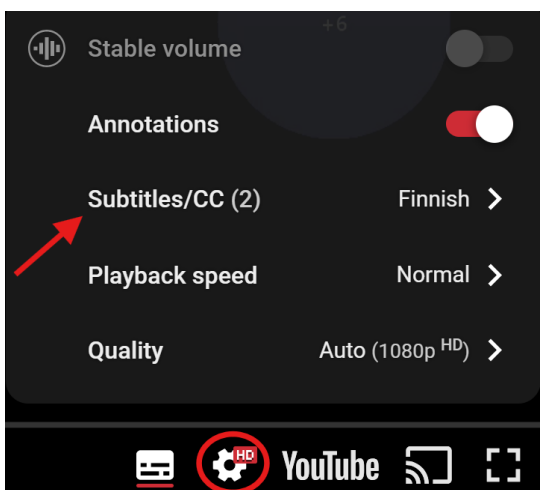 +6
Stable volume
Annotations
Subtitles/CC (2) Finnish
Playback speed Normal
Quality Auto (1080p HD)
HD YouTube